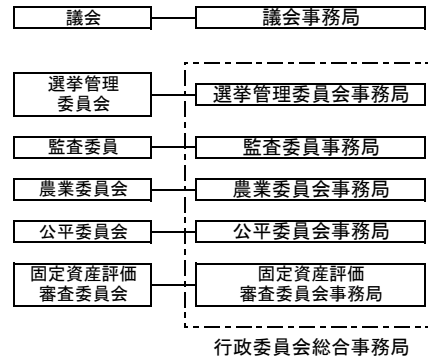 議会
議会事務局
選挙管理
委員会
選挙管理委員会事務局
監査委員
監査委員事務局
農業委員会
農業委員会事務局
公平委員会
公平委員会事務局
固定資産評価
審査委員会
固定資産評価
審査委員会事務局
行政委員会総合事務局